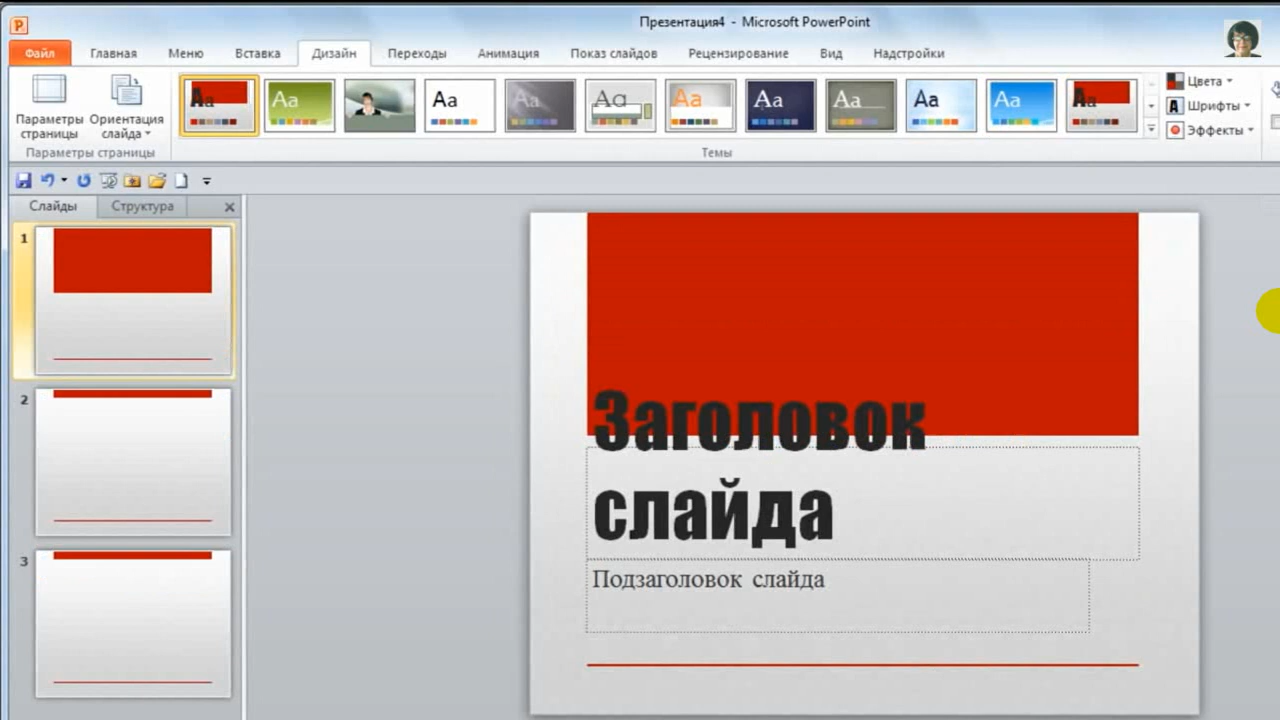 Презентация4 - Microsoft PowerPoint
Файл Главная Меню Вставка Дизайн Переходы Анимация Показ слайдов Рецензирование Вид Надстройки
Параметры страницы
Ориентация слайда
Aa Aa Aa Aa Aa Aa Aa Aa Aa Aa Aa
Цвета
Шрифты
Эффекты
Параметры страницы
Темы
Слайды Структура
1
2
3
Заголовок
слайда
Подзаголовок слайда